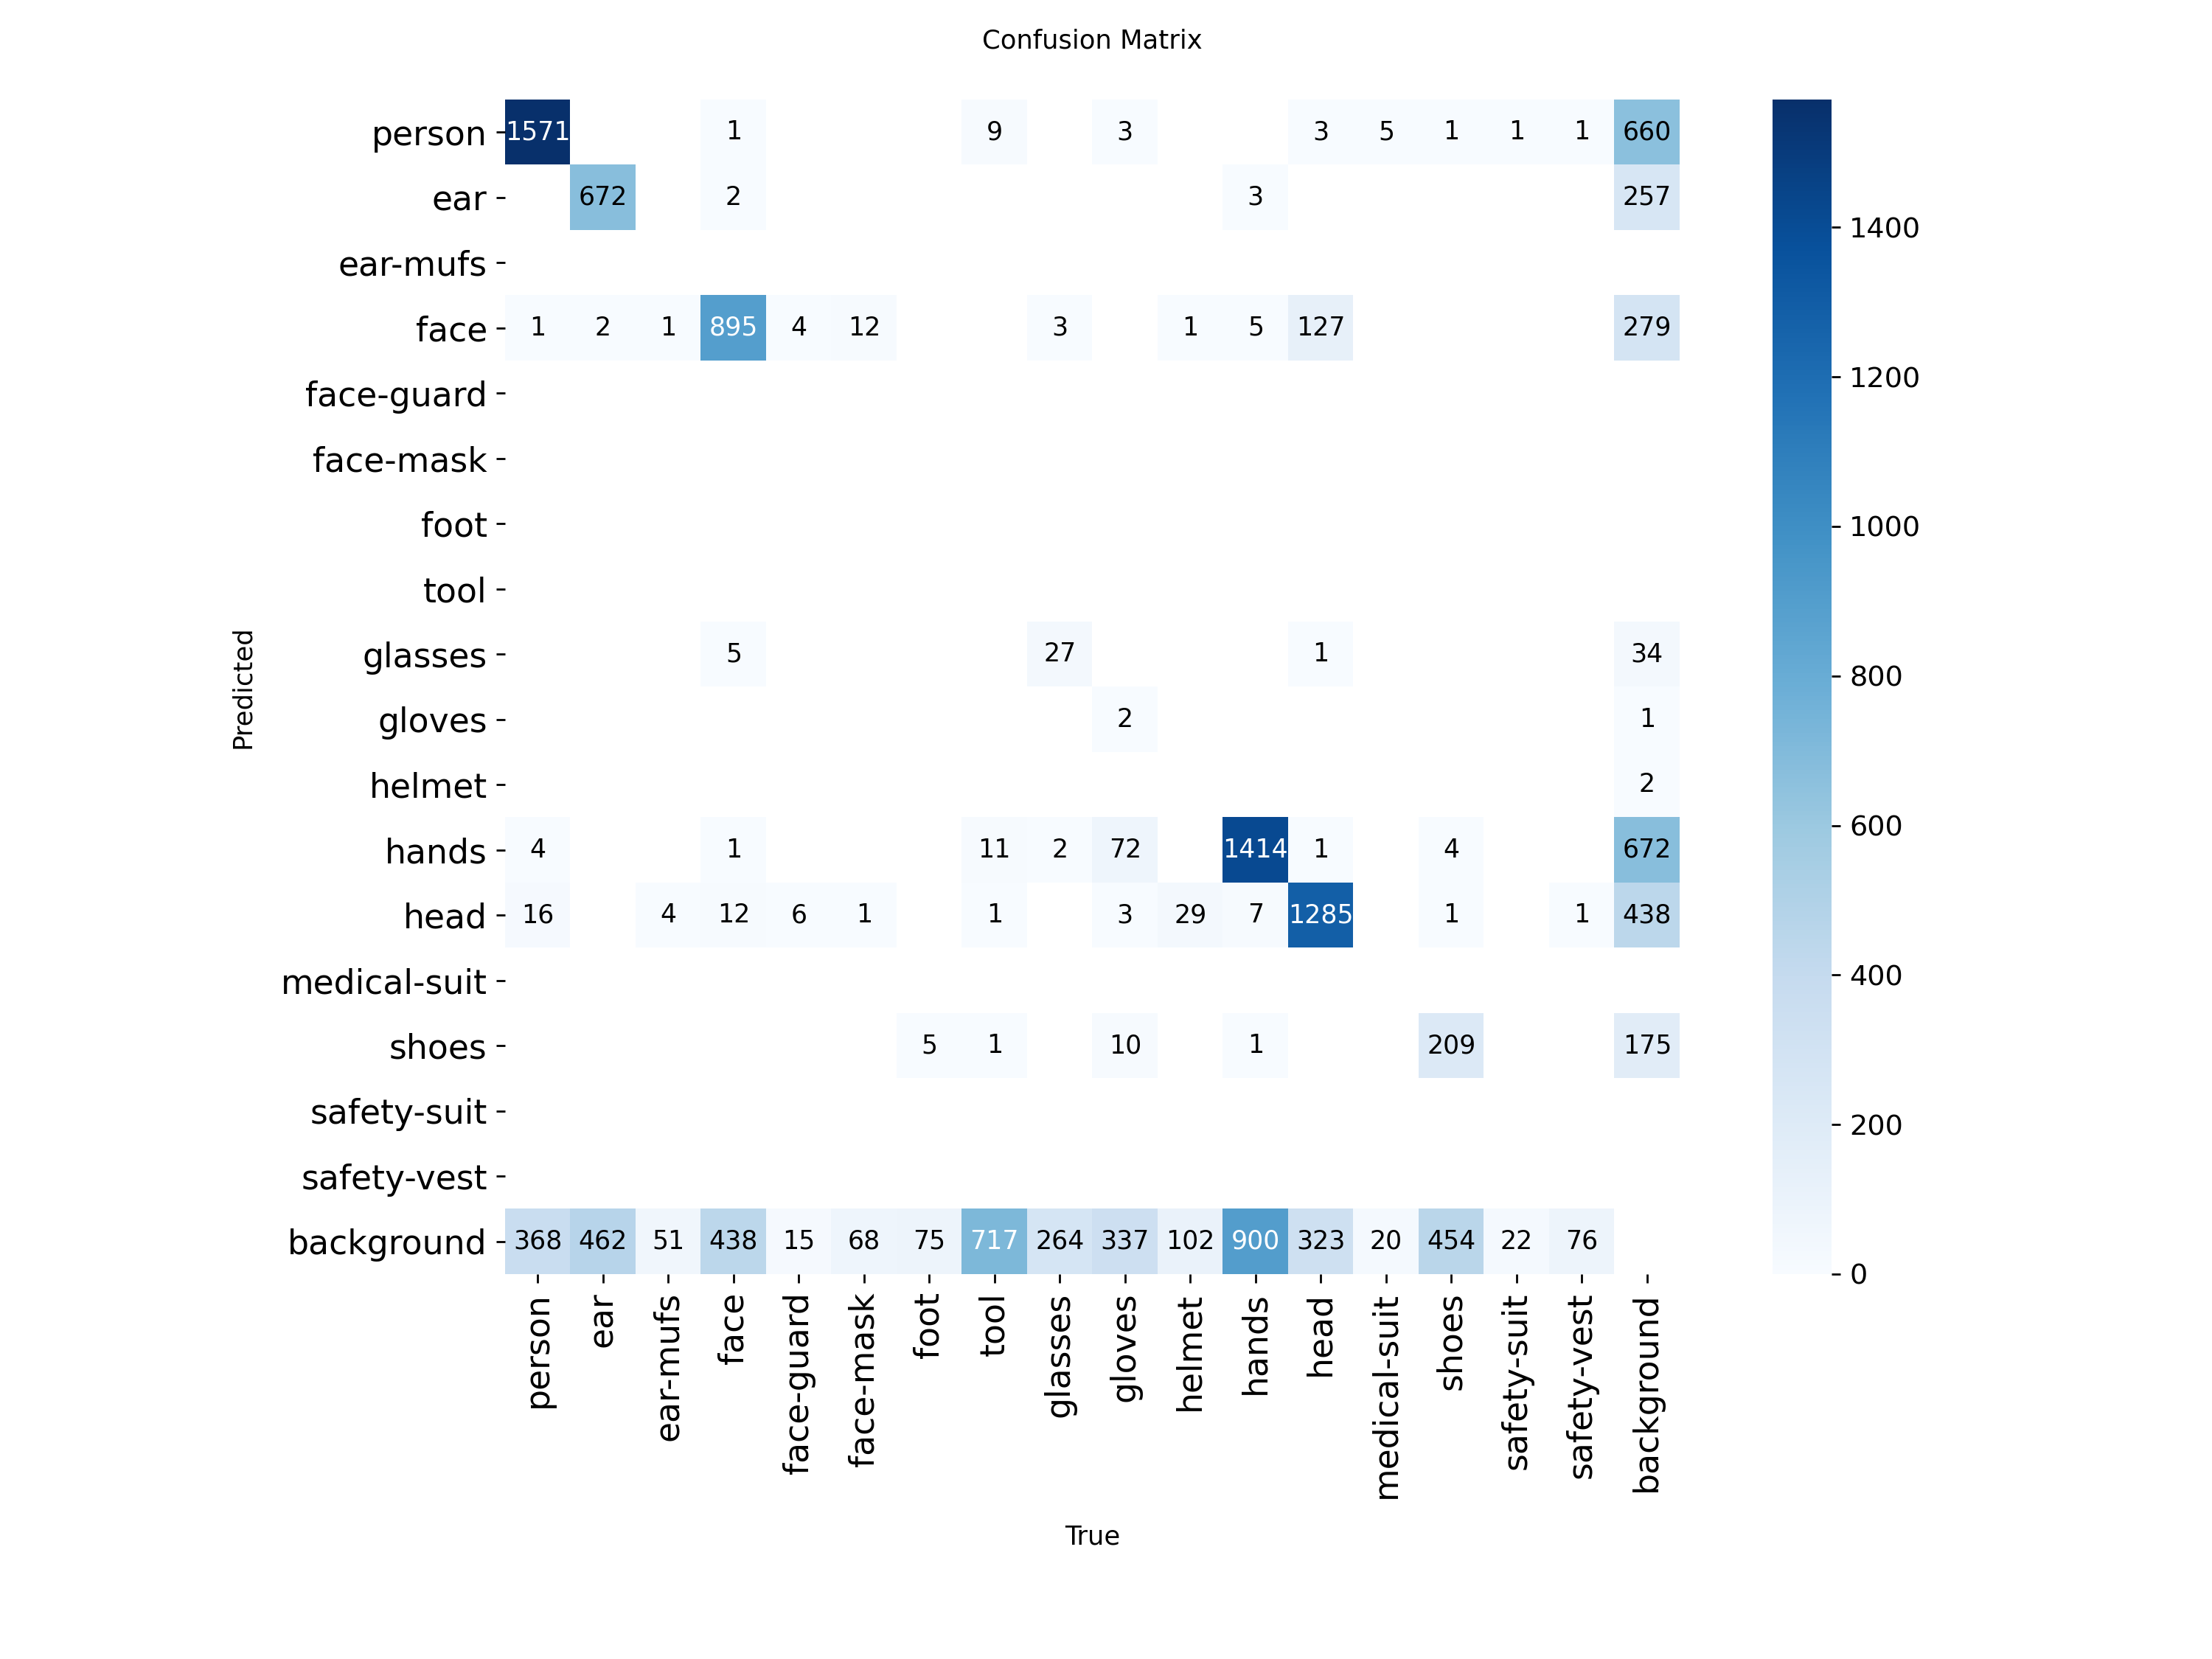 Confusion Matrix
person 1571 1 9 3 3 5 1 1 1 660
ear 672 2 3 257
ear-mufs
face 1 2 1 895 4 12 3 1 5 127 279
face-guard
face-mask
foot
tool
glasses 5 27 1 34
gloves 2 1
helmet 2
hands 4 1 11 2 72 1414 1 4 672
head 16 4 12 6 1 1 3 29 7 1285 1 1 438
medical-suit
shoes 5 1 10 1 209 175
safety-suit
safety-vest
background 368 462 51 438 15 68 75 717 264 337 102 900 323 20 454 22 76
Predicted
person ear ear-mufs face face-guard face-mask foot tool glasses gloves helmet hands head medical-suit shoes safety-suit safety-vest background
True
1400
1200
1000
800
600
400
200
0